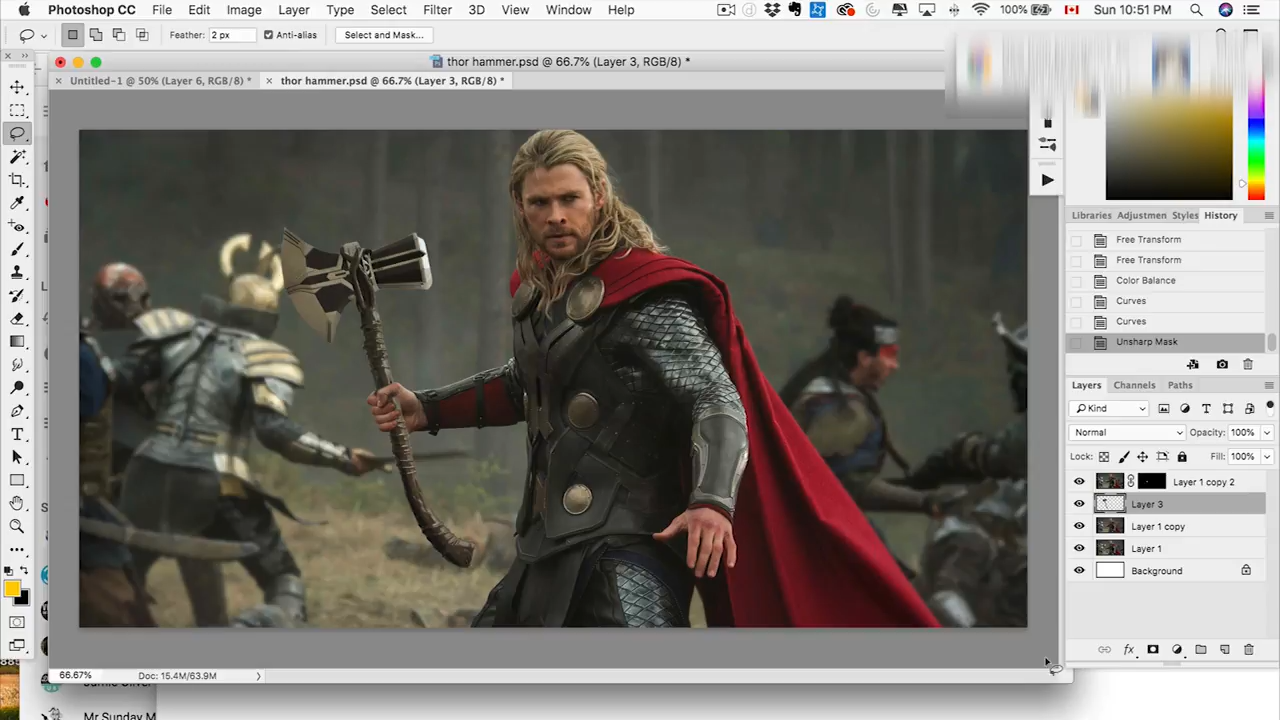 Photoshop CC File Edit Image Layer Type Select Filter 3D View Window Help 100% Sun 10:51 PM
Feather: 2 px Anti-alias Select and Mask...
thor hammer.psd @ 66.7% (Layer 3, RGB/8) *
Untitled-1 @ 50% (Layer 6, RGB/8) * thor hammer.psd @ 66.7% (Layer 3, RGB/8) *
Libraries Adjustmen Styles History
Free Transform
Free Transform
Color Balance
Curves
Curves
Unsharp Mask
Layers Channels Paths
Kind
Normal Opacity: 100%
Lock: Fill: 100%
Layer 1 copy 2
Layer 3
Layer 1 copy
Layer 1
Background
66.67% Doc: 15.4M/63.9M
Mr Sunday M